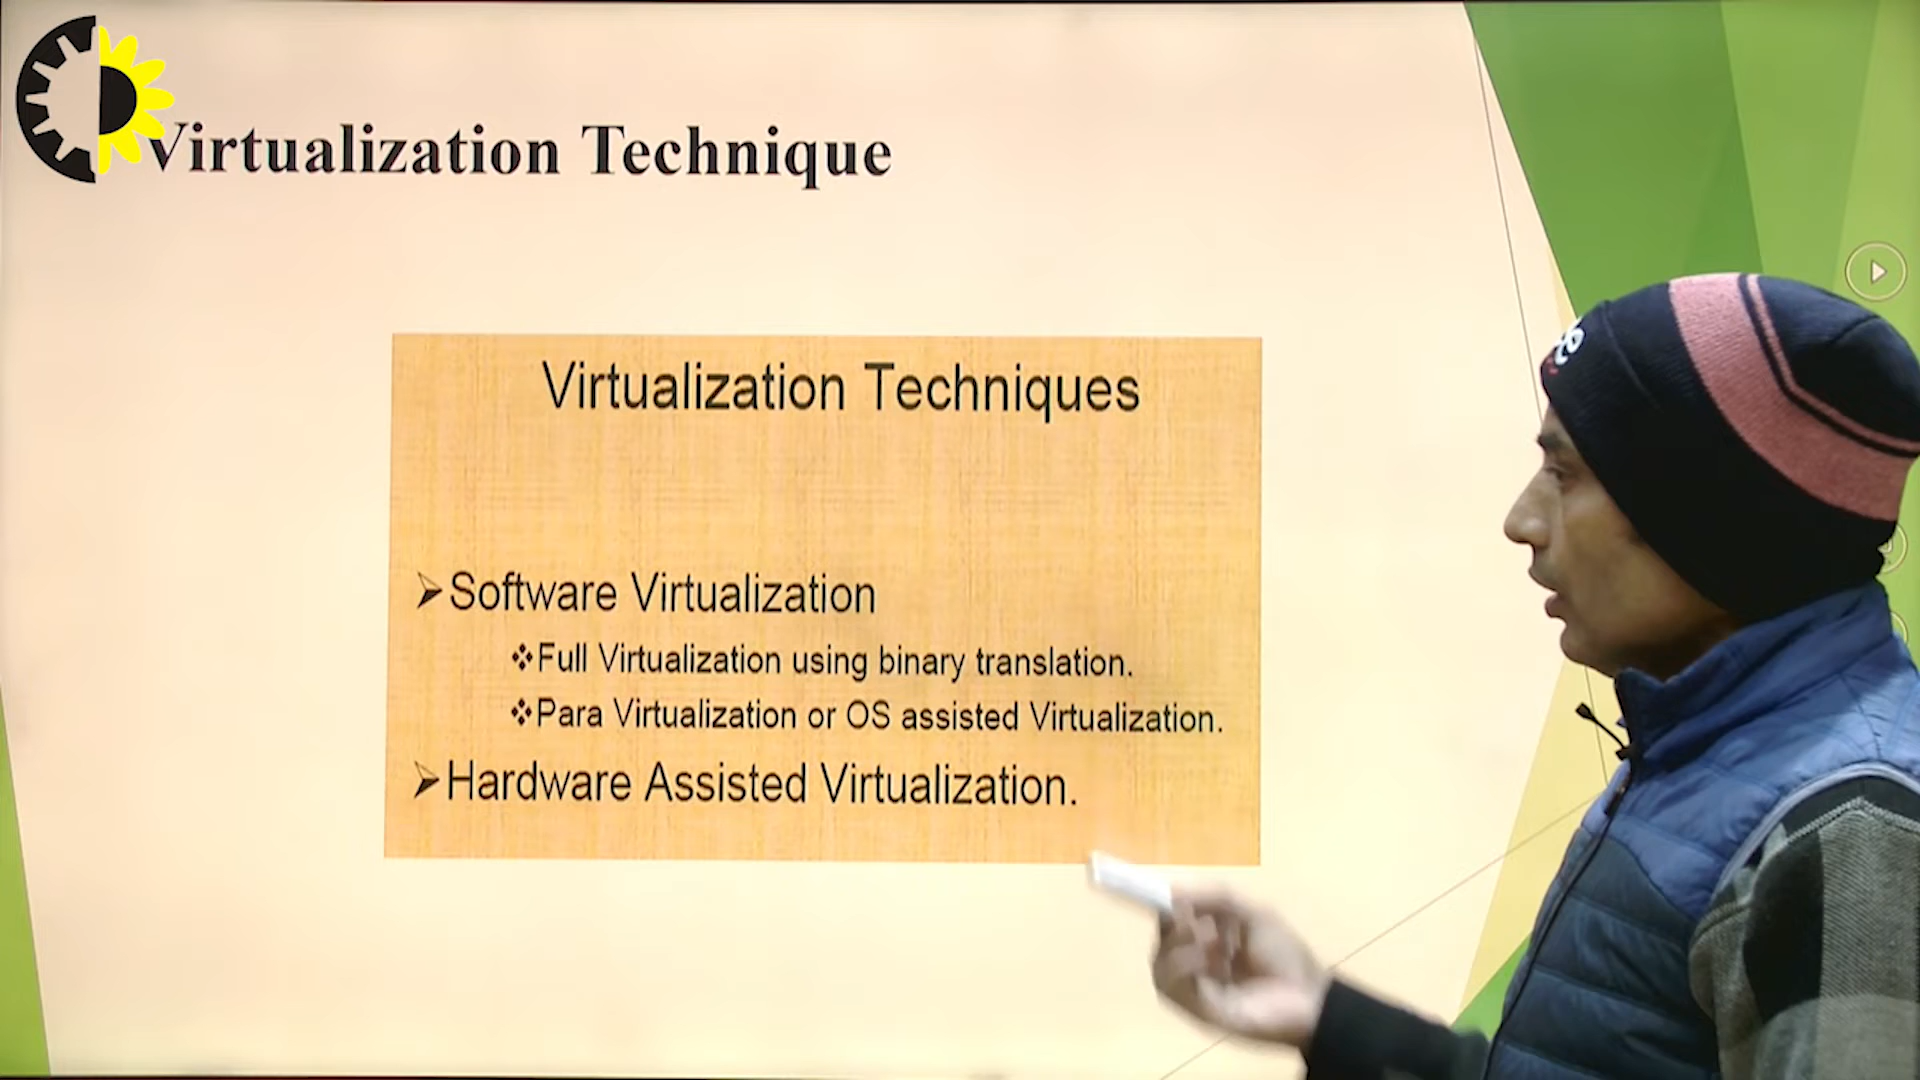 Virtualization Technique
Virtualization Techniques
Software Virtualization
Full Virtualization using binary translation.
Para Virtualization or OS assisted Virtualization.
Hardware Assisted Virtualization.